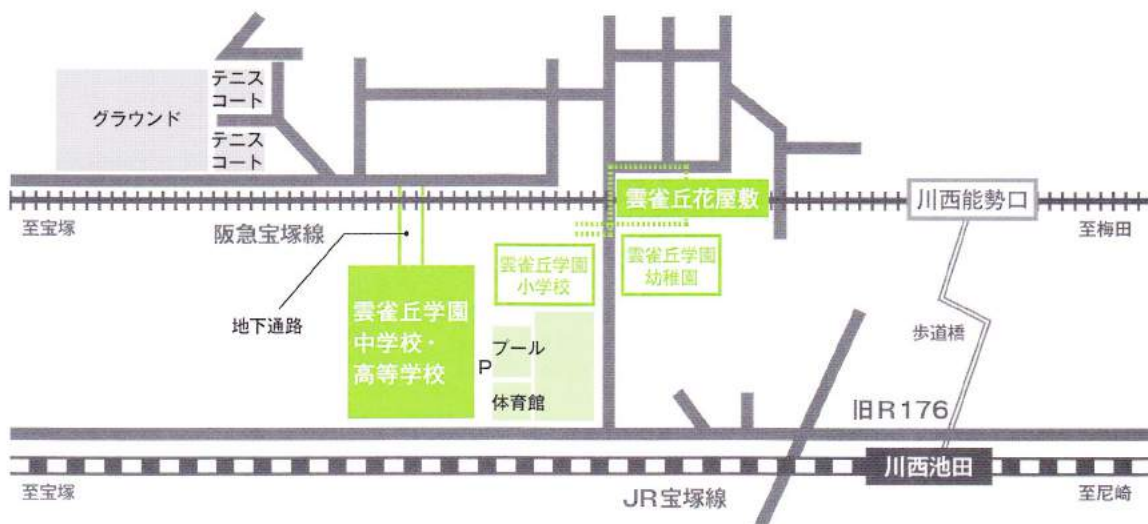 グラウンド
テニス
コート
テニス
コート
雲雀丘花屋敷
川西能勢口
至宝塚
阪急宝塚線
至梅田
雲雀丘学園
小学校
雲雀丘学園
幼稚園
地下通路
雲雀丘学園
中学校・
高等学校
プール
P
体育館
歩道橋
旧R176
川西池田
至宝塚
JR宝塚線
至尼崎